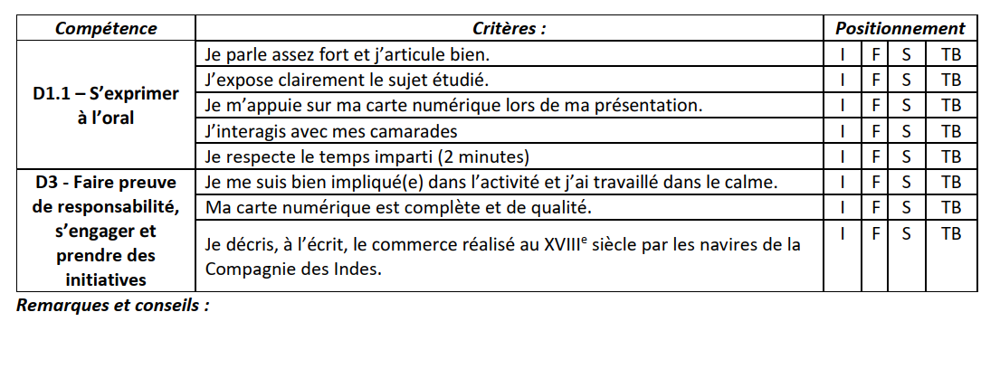 Compétence Critères : Positionnement
D1.1 – S’exprimer à l’oral
Je parle assez fort et j’articule bien. I F S TB
J’expose clairement le sujet étudié. I F S TB
Je m’appuie sur ma carte numérique lors de ma présentation. I F S TB
J’interagis avec mes camarades I F S TB
Je respecte le temps imparti (2 minutes) I F S TB
D3 - Faire preuve
de responsabilité,
s’engager et
prendre des
initiatives
Je me suis bien impliqué(e) dans l’activité et j’ai travaillé dans le calme. I F S TB
Ma carte numérique est complète et de qualité. I F S TB
Je décris, à l’écrit, le commerce réalisé au XVIIIe siècle par les navires de la I F S TB
Compagnie des Indes.
Remarques et conseils :